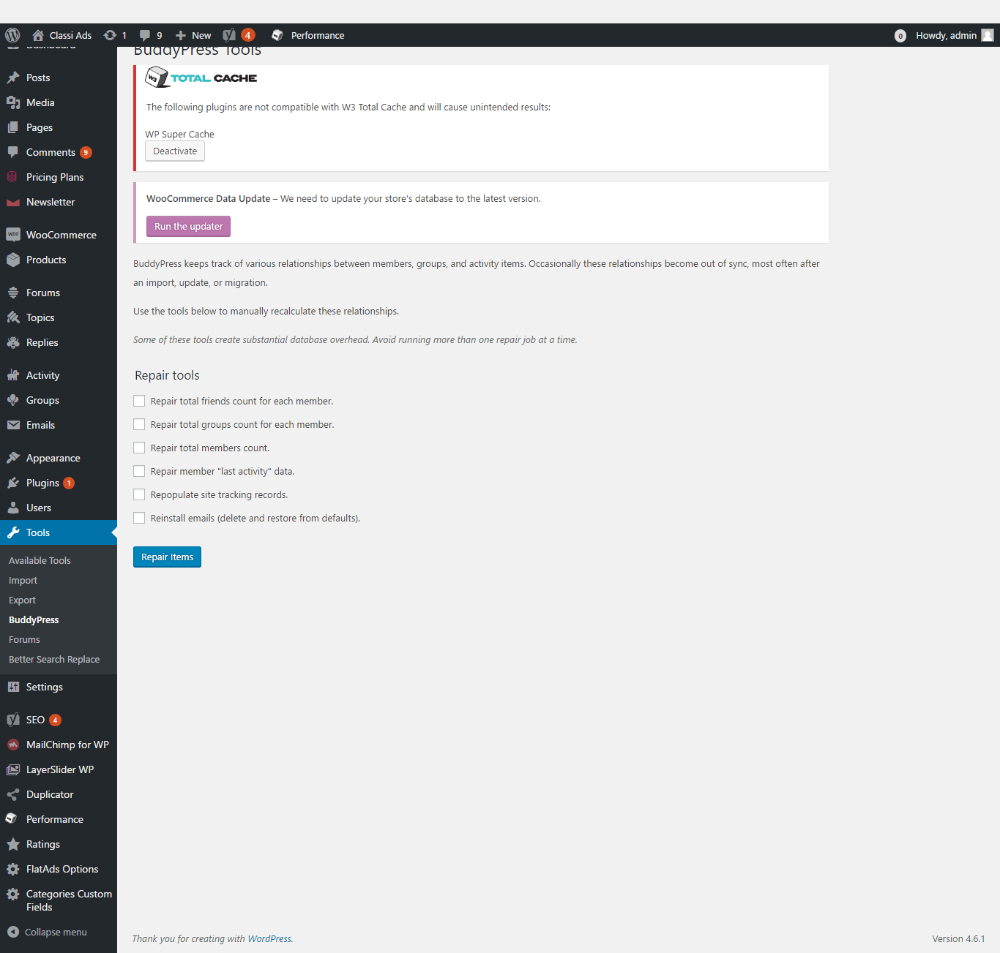 Classi Ads 1 9 New 4 Performance 0 Howdy, admin
Dashboard
Posts
Media
Pages
Comments 9
Pricing Plans
Newsletter
WooCommerce
Products
Forums
Topics
Replies
Activity
Groups
Emails
Appearance
Plugins 1
Users
Tools
Available Tools
Import
Export
BuddyPress
Forums
Better Search Replace
Settings
SEO 4
MailChimp for WP
LayerSlider WP
Duplicator
Performance
Ratings
FlatAds Options
Categories Custom
Fields
Collapse menu
BuddyPress Tools
W3 TOTAL CACHE
The following plugins are not compatible with W3 Total Cache and will cause unintended results:
WP Super Cache
Deactivate
WooCommerce Data Update – We need to update your store's database to the latest version.
Run the updater
BuddyPress keeps track of various relationships between members, groups, and activity items. Occasionally these relationships become out of sync, most often after
an import, update, or migration.
Use the tools below to manually recalculate these relationships.
Some of these tools create substantial database overhead. Avoid running more than one repair job at a time.
Repair tools
Repair total friends count for each member.
Repair total groups count for each member.
Repair total members count.
Repair member "last activity" data.
Repopulate site tracking records.
Reinstall emails (delete and restore from defaults).
Repair Items
Thank you for creating with WordPress.
Version 4.6.1